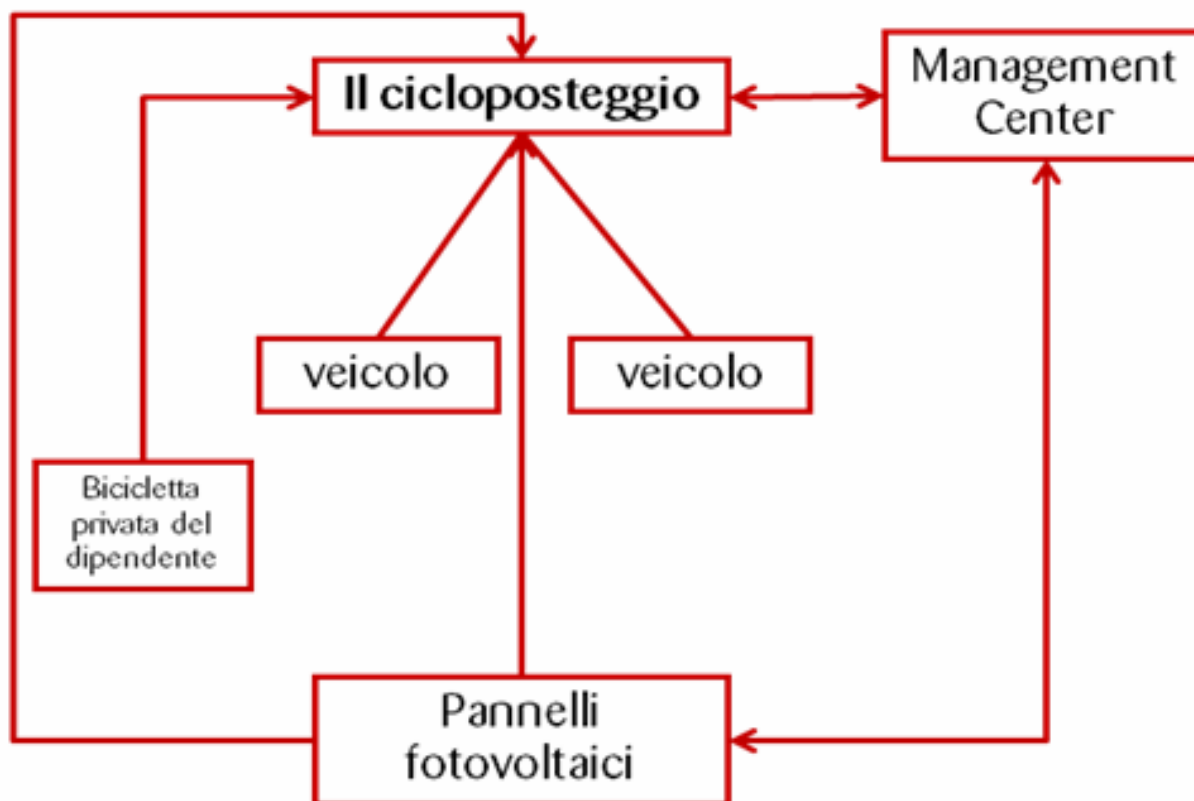 Il cicloposteggio
Management
Center
veicolo
veicolo
Bicicletta
privata del
dipendente
Pannelli
fotovoltaici